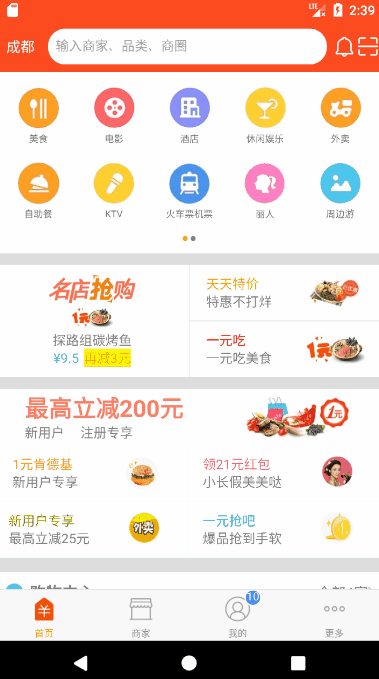 2:39
成都
输入商家、品类、商圈
美食 电影 酒店 休闲娱乐 外卖
自助餐 KTV 火车票机票 丽人 周边游
名店抢购
1元
探路组碳烤鱼
¥9.5 再减3元
天天特价
特惠不打烊
一元吃
一元吃美食
1元
最高立减200元
新用户 注册专享
1元
1元肯德基
新用户专享
领21元红包
小长假美美哒
新用户专享
最高立减25元
外卖
一元抢吧
爆品抢到手软
10
首页 商家 我的 更多